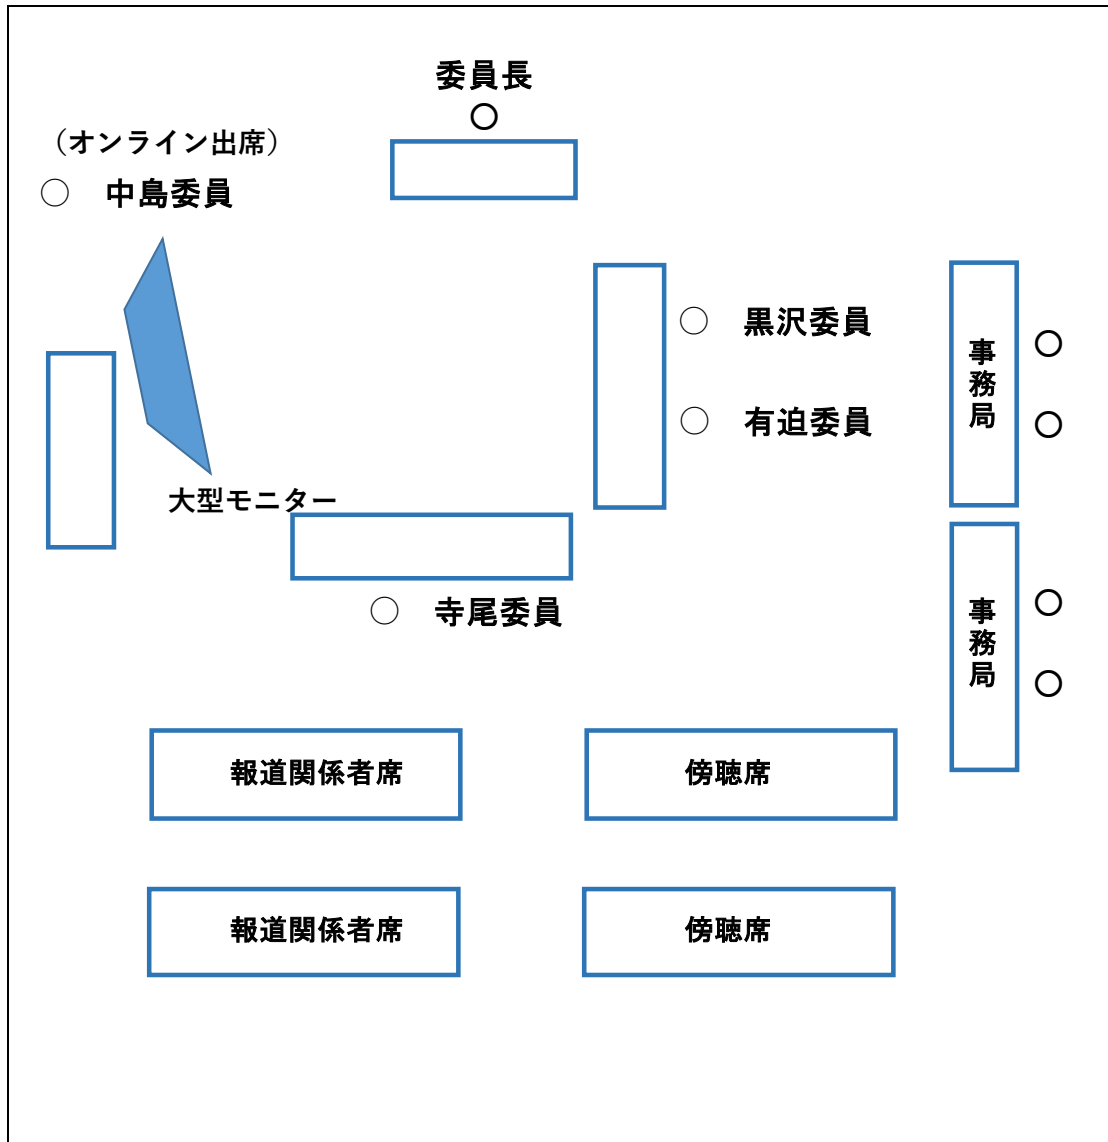 委員長
（オンライン出席）
中島委員
黒沢委員
有迫委員
事務局
大型モニター
寺尾委員
事務局
報道関係者席
傍聴席
報道関係者席
傍聴席